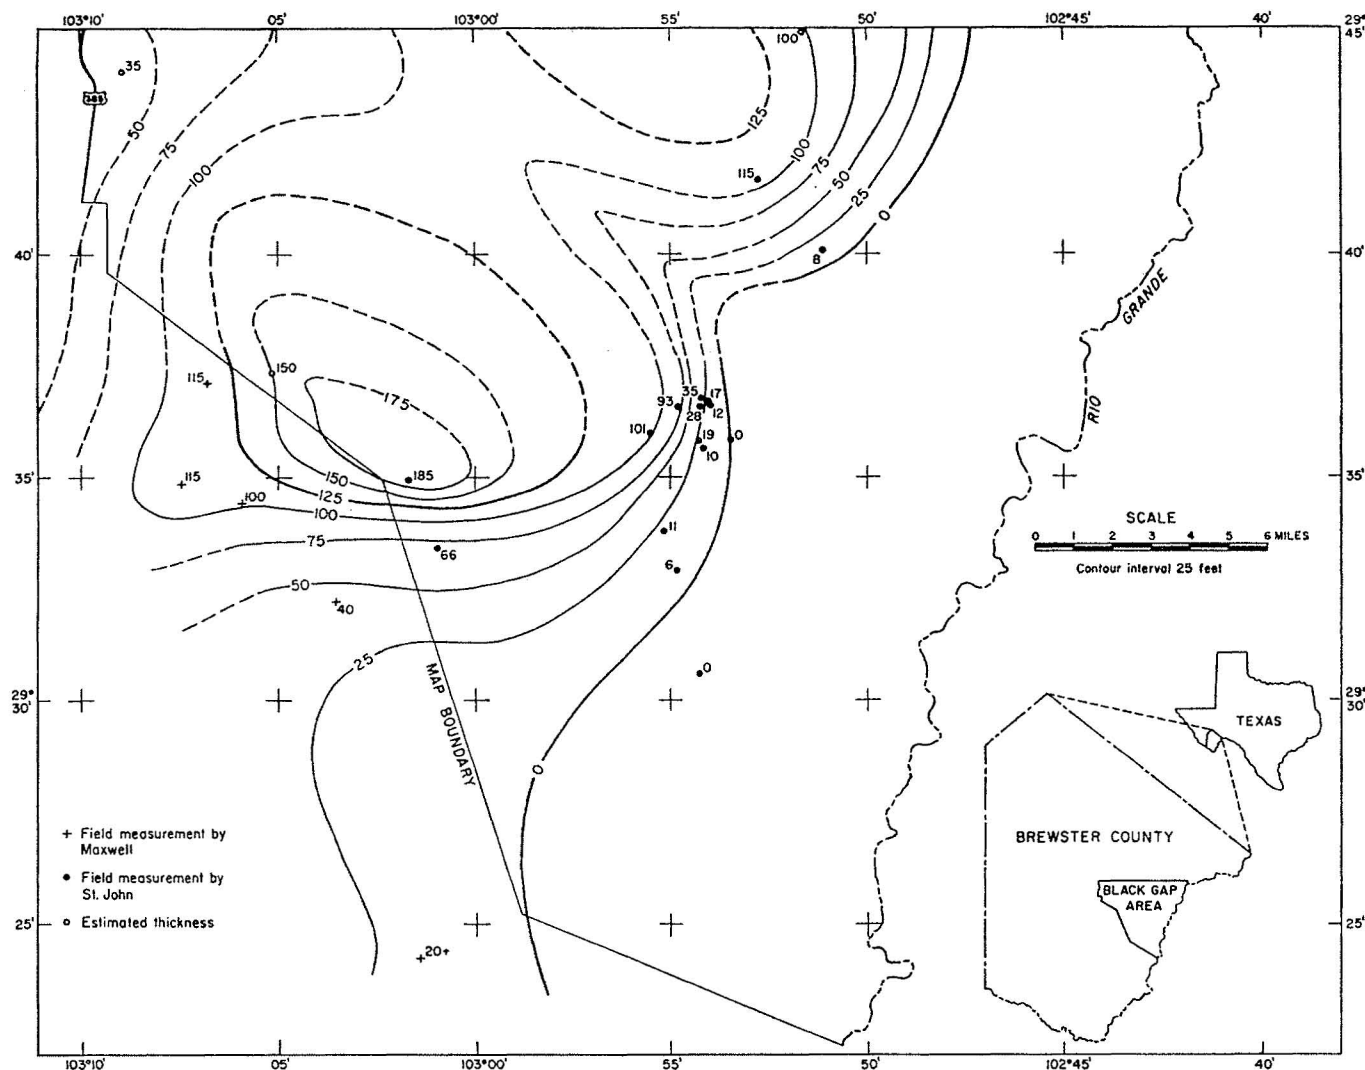 103°10' 05' 103°00' 55' 50' 102°45' 40' 29°
45'
100
35
385
50
75
100
125
100
75
50
25
0
115
40' 40'
8
GRANDE
RIO
150
115
175
35 17
93
28 12
101
19 0
10
35' 35'
115
185
100
150
125
100
75
66
50
40
25
11
6
0
SCALE
0 1 2 3 4 5 6 MILES
Contour interval 25 feet
29°
30' 30'
MAP BOUNDARY
0
TEXAS
BREWSTER COUNTY
BLACK GAP
AREA
+ Field measurement by
Maxwell
• Field measurement by
St. John
o Estimated thickness
25' 25'
20+
103°10' 05' 103°00' 55' 50' 102°45' 40'